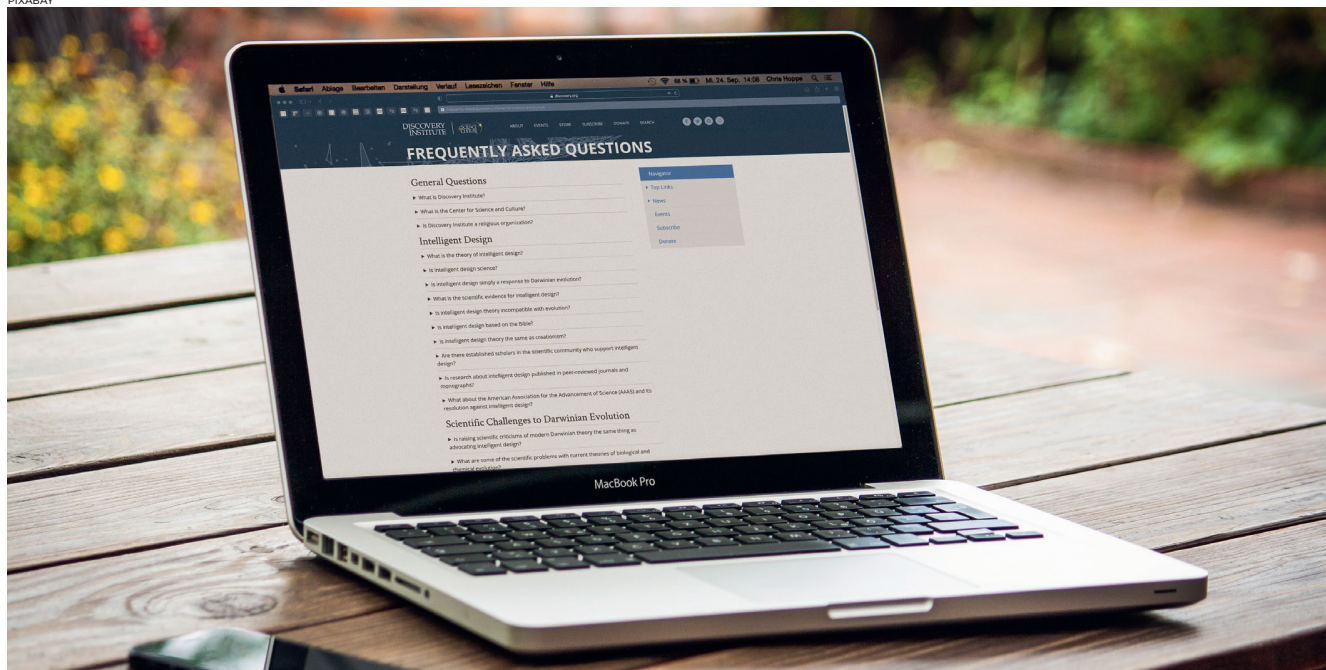 PIXABAY
Safari Ablage Bearbeiten Darstellung Verlauf Lesezeichen Fenster Hilfe 68 % Mi. 24. Sep. 14:08 Chris Hoppe
discovery.org
DISCOVERY
INSTITUTE
ABOUT EVENTS STORE SUBSCRIBE DONATE SEARCH
FREQUENTLY ASKED QUESTIONS
General Questions
► What is Discovery Institute?
► What is the Center for Science and Culture?
► Is Discovery Institute a religious organization?
Intelligent Design
► What is the theory of intelligent design?
► Is intelligent design science?
► Is intelligent design simply a response to Darwinian evolution?
► What is the scientific evidence for intelligent design?
► Is intelligent design theory incompatible with evolution?
► Is intelligent design based on the Bible?
► Is intelligent design theory the same as creationism?
► Are there established scholars in the scientific community who support intelligent
design?
► Is research about intelligent design published in peer-reviewed journals and
monographs?
► What about the American Association for the Advancement of Science (AAAS) and its
resolution against intelligent design?
Scientific Challenges to Darwinian Evolution
► Is raising scientific criticisms of modern Darwinian theory the same thing as
advocating intelligent design?
► What are some of the scientific problems with current theories of biological and
chemical evolution?
Navigator
► Top Links
► News
Events
Subscribe
Donate
MacBook Pro